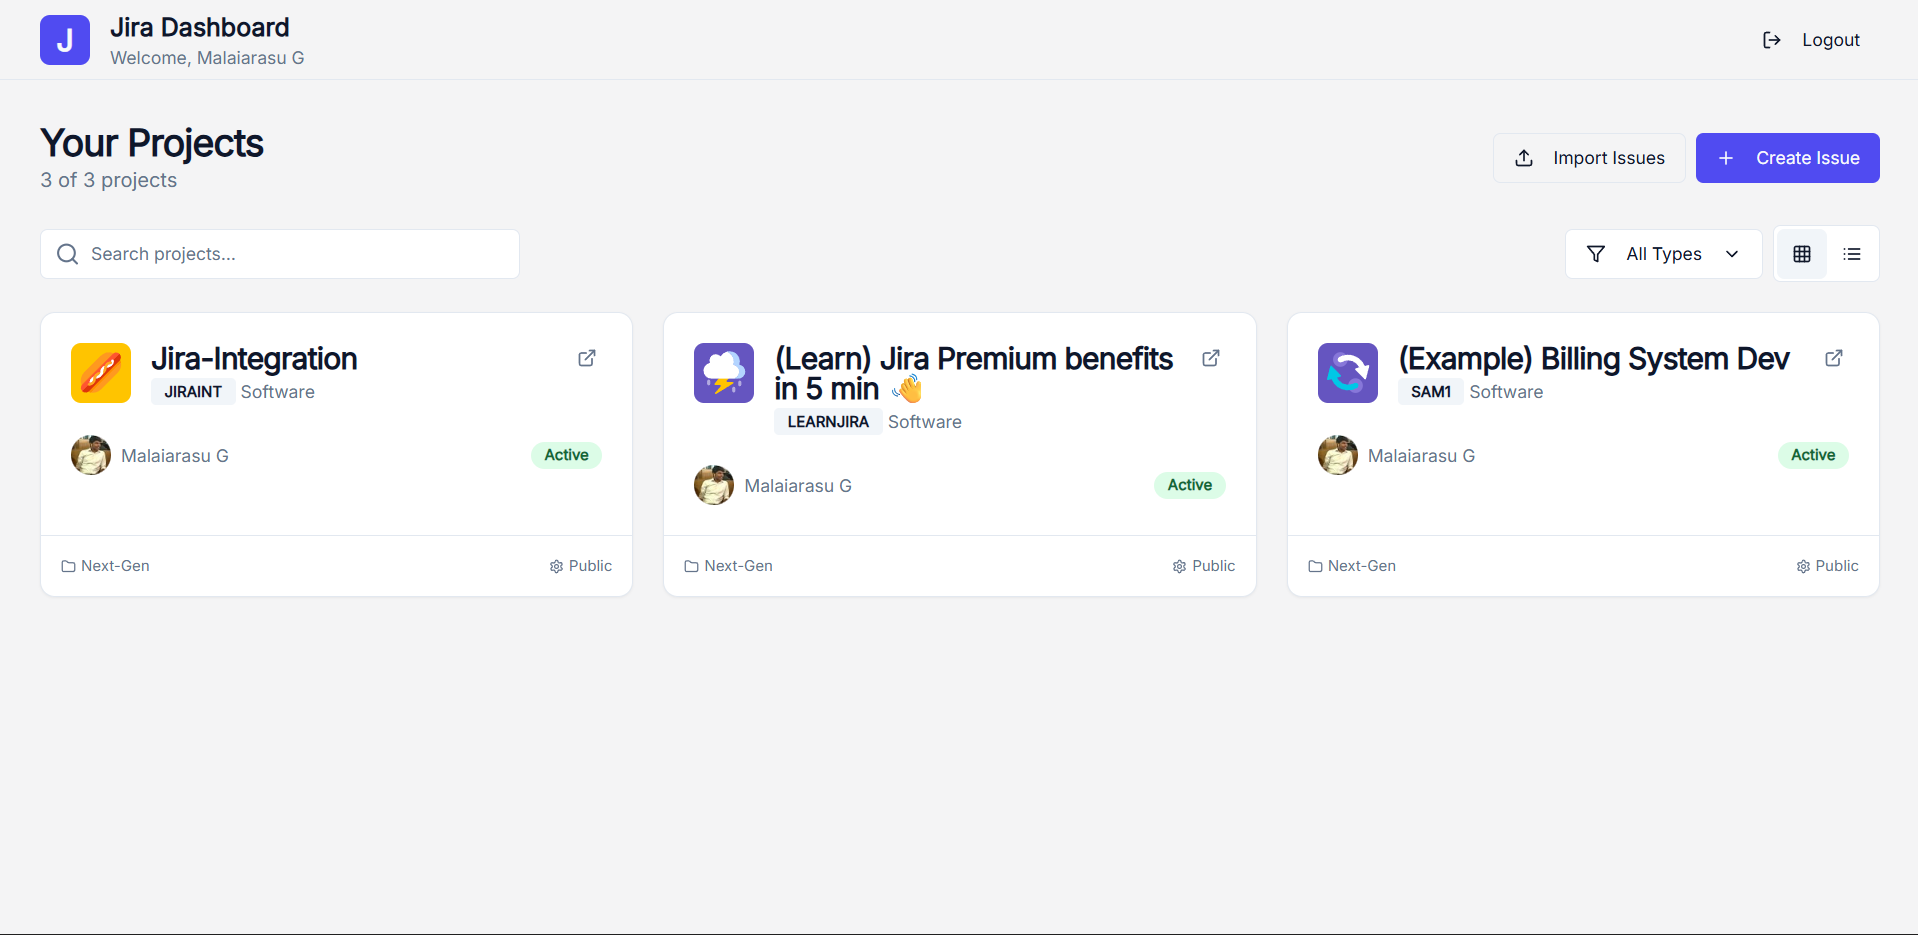 J
Jira Dashboard
Welcome, Malaiarasu G
Logout
Your Projects
3 of 3 projects
Import Issues
Create Issue
Search projects...
All Types
Jira-Integration
JIRAINT Software
Malaiarasu G
Active
Next-Gen
Public
(Learn) Jira Premium benefits
in 5 min 👋
LEARNJIRA Software
Malaiarasu G
Active
Next-Gen
Public
(Example) Billing System Dev
SAM1 Software
Malaiarasu G
Active
Next-Gen
Public